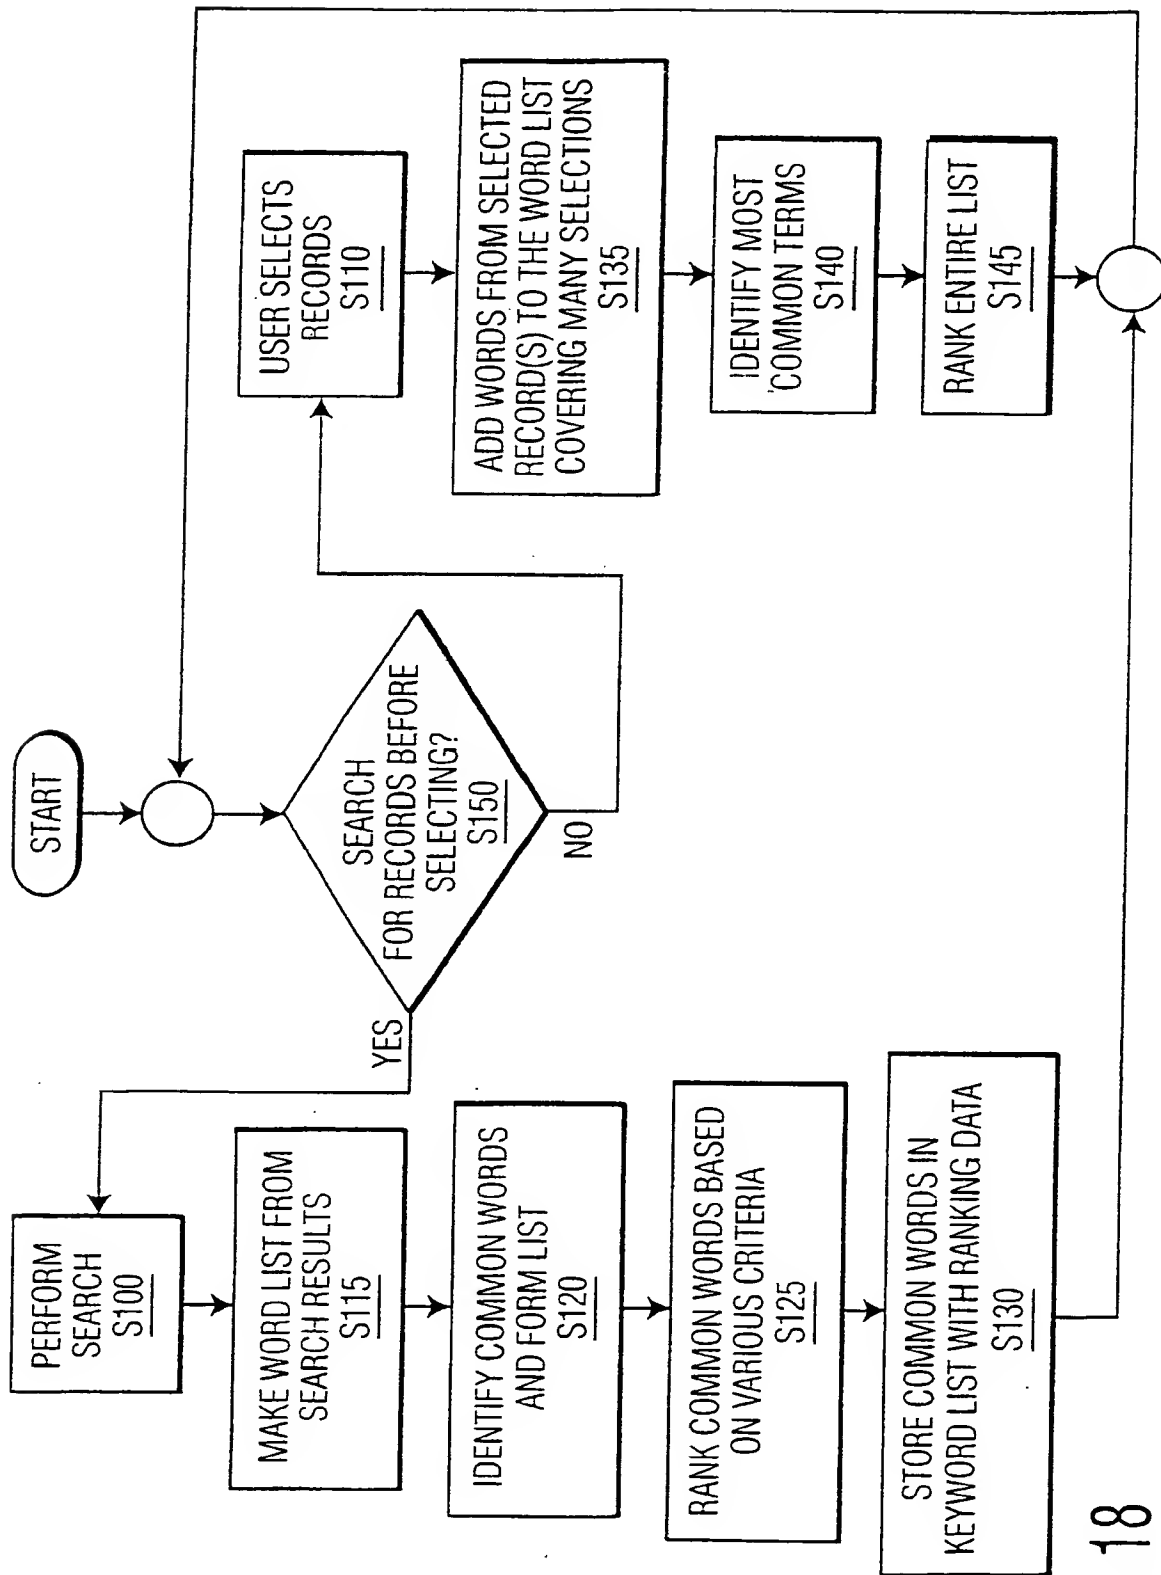 START
SEARCH
FOR RECORDS BEFORE
SELECTING?
S150
YES
NO
PERFORM
SEARCH
S100
MAKE WORD LIST FROM
SEARCH RESULTS
S115
IDENTIFY COMMON WORDS
AND FORM LIST
S120
RANK COMMON WORDS BASED
ON VARIOUS CRITERIA
S125
STORE COMMON WORDS IN
KEYWORD LIST WITH RANKING DATA
S130
USER SELECTS
RECORDS
S110
ADD WORDS FROM SELECTED
RECORD(S) TO THE WORD LIST
COVERING MANY SELECTIONS
S135
IDENTIFY MOST
'COMMON TERMS
S140
RANK ENTIRE LIST
S145
18